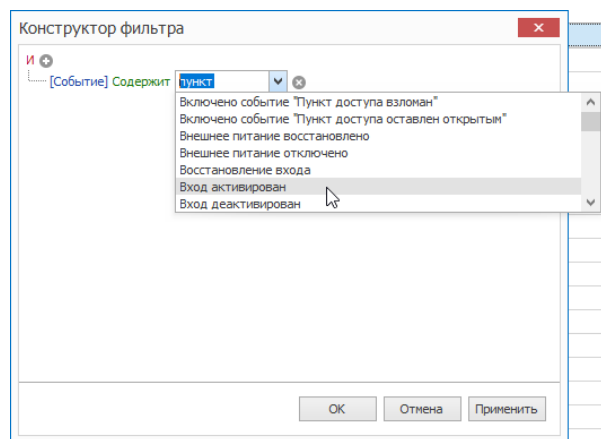 Конструктор фильтра
И
[Событие] Содержит пункт
Включено событие "Пункт доступа взломан"
Включено событие "Пункт доступа оставлен открытым"
Внешнее питание восстановлено
Внешнее питание отключено
Восстановление входа
Вход активирован
Вход деактивирован
OK Отмена Применить